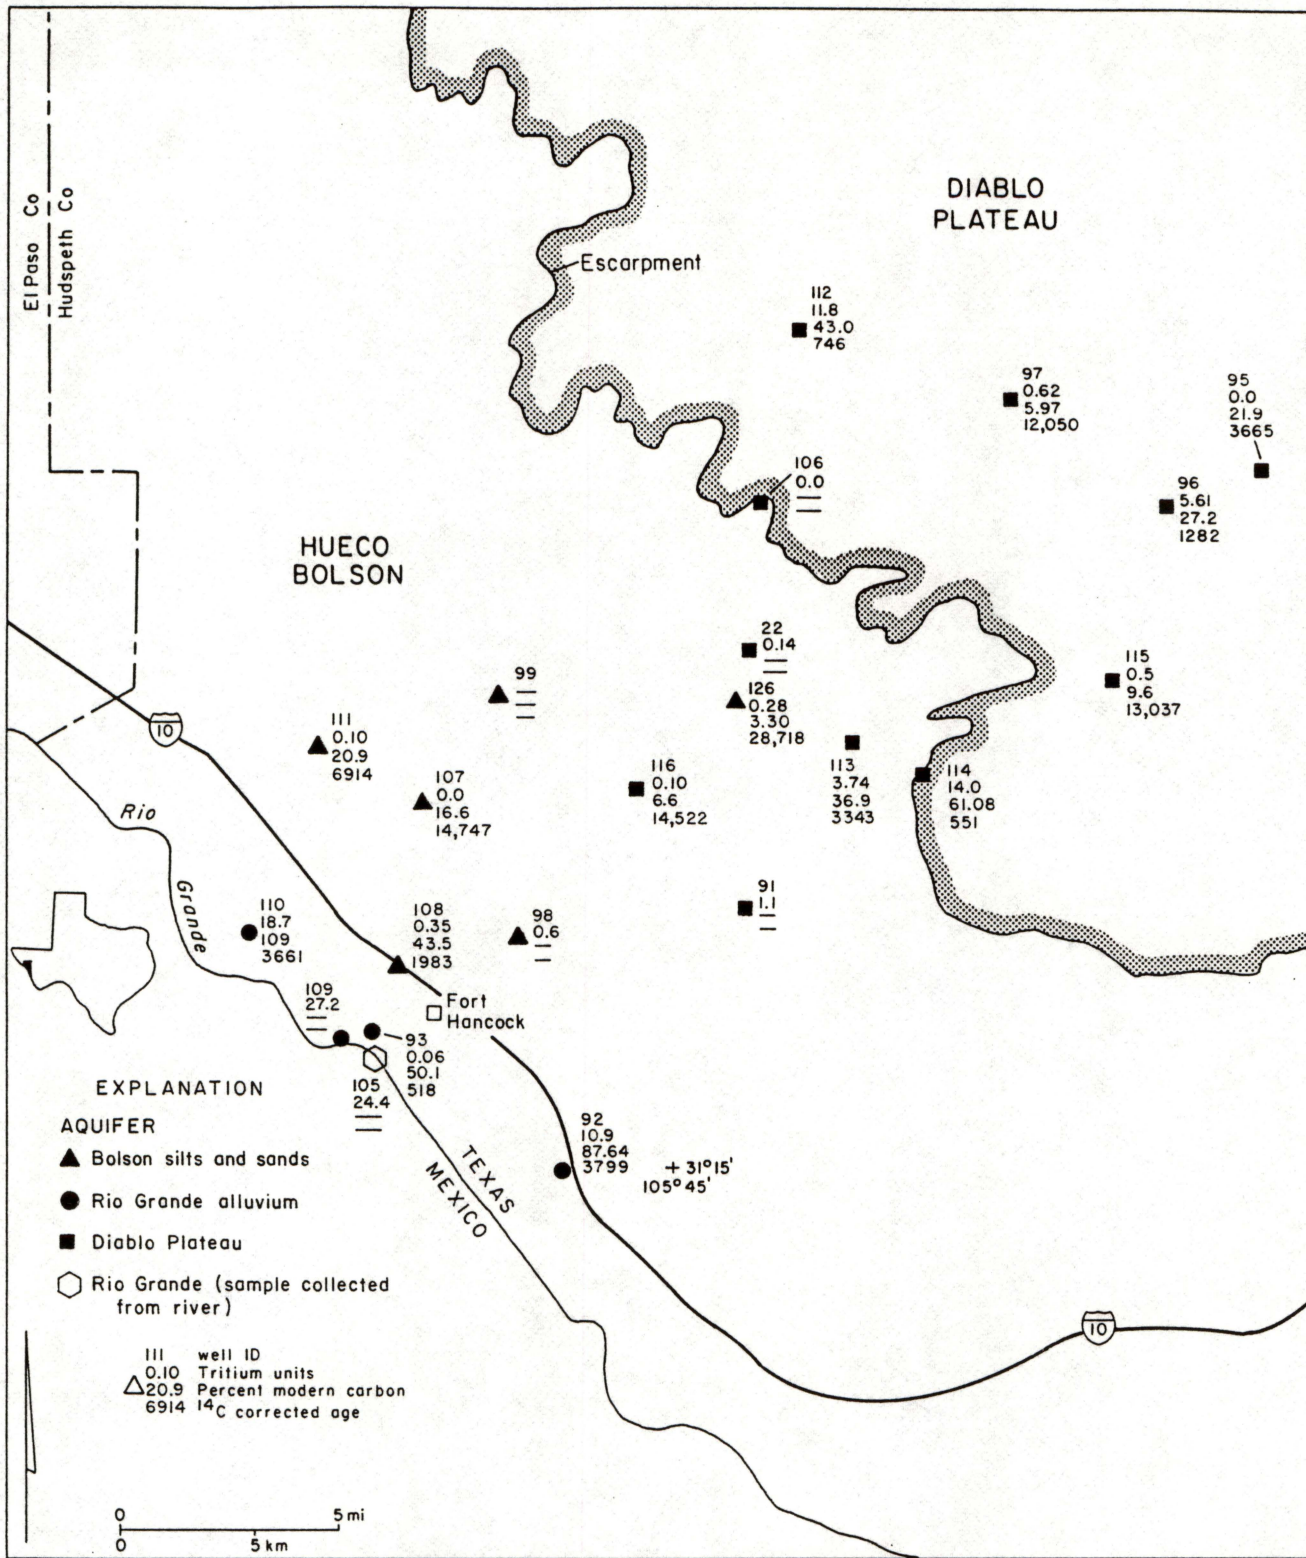 El Paso Co
Hudspeth Co
DIABLO
PLATEAU
Escarpment
112
11.8
43.0
746
97
0.62
5.97
12,050
95
0.0
21.9
3665
106
0.0
96
5.61
27.2
1282
HUECO
BOLSON
22
0.14
99
126
0.28
3.30
28,718
115
0.5
9.6
13,037
10
111
0.10
20.9
6914
107
0.0
16.6
14,747
116
0.10
6.6
14,522
113
3.74
36.9
3343
114
14.0
61.08
551
Rio
Grande
110
18.7
109
3661
108
0.35
43.5
1983
98
0.6
91
1.1
109
27.2
Fort
Hancock
93
0.06
50.1
518
105
24.4
92
10.9
87.64
3799
+ 31°15'
105°45'
TEXAS
MEXICO
EXPLANATION
AQUIFER
Bolson silts and sands
Rio Grande alluvium
Diablo Plateau
Rio Grande (sample collected
from river)
111 well ID
0.10 Tritium units
20.9 Percent modern carbon
6914 ¹⁴C corrected age
10
0 5 mi
0 5 km